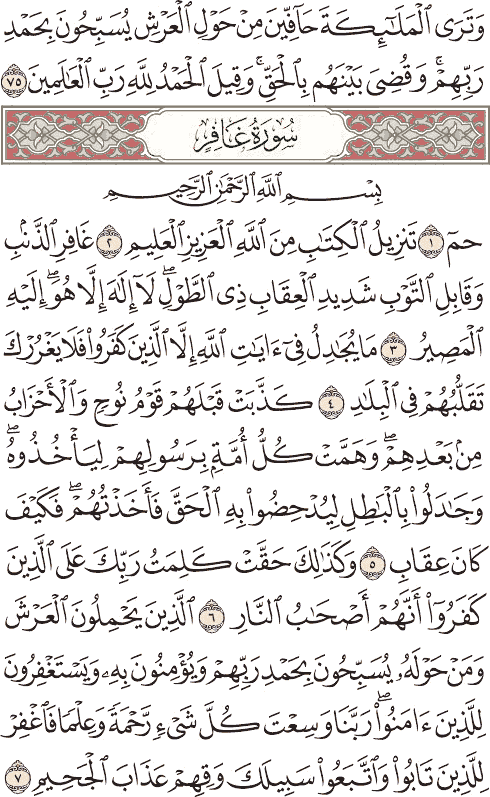 وَتَرَى ٱلْمَلَـٰٓئِكَةَ حَآفِّينَ مِنْ حَوْلِ ٱلْعَرْشِ يُسَبِّحُونَ بِحَمْدِ
رَبِّهِمْ ۖ وَقُضِىَ بَيْنَهُم بِٱلْحَقِّ وَقِيلَ ٱلْحَمْدُ لِلَّهِ رَبِّ ٱلْعَـٰلَمِينَ ٧٥
سُورَةُ غَافِرٍ
بِسْمِ ٱللَّهِ ٱلرَّحْمَـٰنِ ٱلرَّحِيمِ
حمٓ ١ تَنزِيلُ ٱلْكِتَـٰبِ مِنَ ٱللَّهِ ٱلْعَزِيزِ ٱلْعَلِيمِ ٢ غَافِرِ ٱلذَّنۢبِ
وَقَابِلِ ٱلتَّوْبِ شَدِيدِ ٱلْعِقَابِ ذِى ٱلطَّوْلِ ۖ لَآ إِلَـٰهَ إِلَّا هُوَ ۖ إِلَيْهِ
ٱلْمَصِيرُ ٣ مَا يُجَـٰدِلُ فِىٓ ءَايَـٰتِ ٱللَّهِ إِلَّا ٱلَّذِينَ كَفَرُوا۟ فَلَا يَغْرُرْكَ
تَقَلُّبُهُمْ فِى ٱلْبِلَـٰدِ ٤ كَذَّبَتْ قَبْلَهُمْ قَوْمُ نُوحٍ وَٱلْأَحْزَابُ
مِنۢ بَعْدِهِمْ ۖ وَهَمَّتْ كُلُّ أُمَّةٍۭ بِرَسُولِهِمْ لِيَأْخُذُوهُ ۖ
وَجَـٰدَلُوا۟ بِٱلْبَـٰطِلِ لِيُدْحِضُوا۟ بِهِ ٱلْحَقَّ فَأَخَذْتُهُمْ ۖ فَكَيْفَ
كَانَ عِقَابِ ٥ وَكَذَٰلِكَ حَقَّتْ كَلِمَتُ رَبِّكَ عَلَى ٱلَّذِينَ
كَفَرُوٓا۟ أَنَّهُمْ أَصْحَـٰبُ ٱلنَّارِ ٦ ٱلَّذِينَ يَحْمِلُونَ ٱلْعَرْشَ
وَمَنْ حَوْلَهُۥ يُسَبِّحُونَ بِحَمْدِ رَبِّهِمْ وَيُؤْمِنُونَ بِهِۦ وَيَسْتَغْفِرُونَ
لِلَّذِينَ ءَامَنُوا۟ ۖ رَبَّنَا وَسِعْتَ كُلَّ شَىْءٍ رَّحْمَةً وَعِلْمًا فَٱغْفِرْ
لِلَّذِينَ تَابُوا۟ وَٱتَّبَعُوا۟ سَبِيلَكَ وَقِهِمْ عَذَابَ ٱلْجَحِيمِ ٧